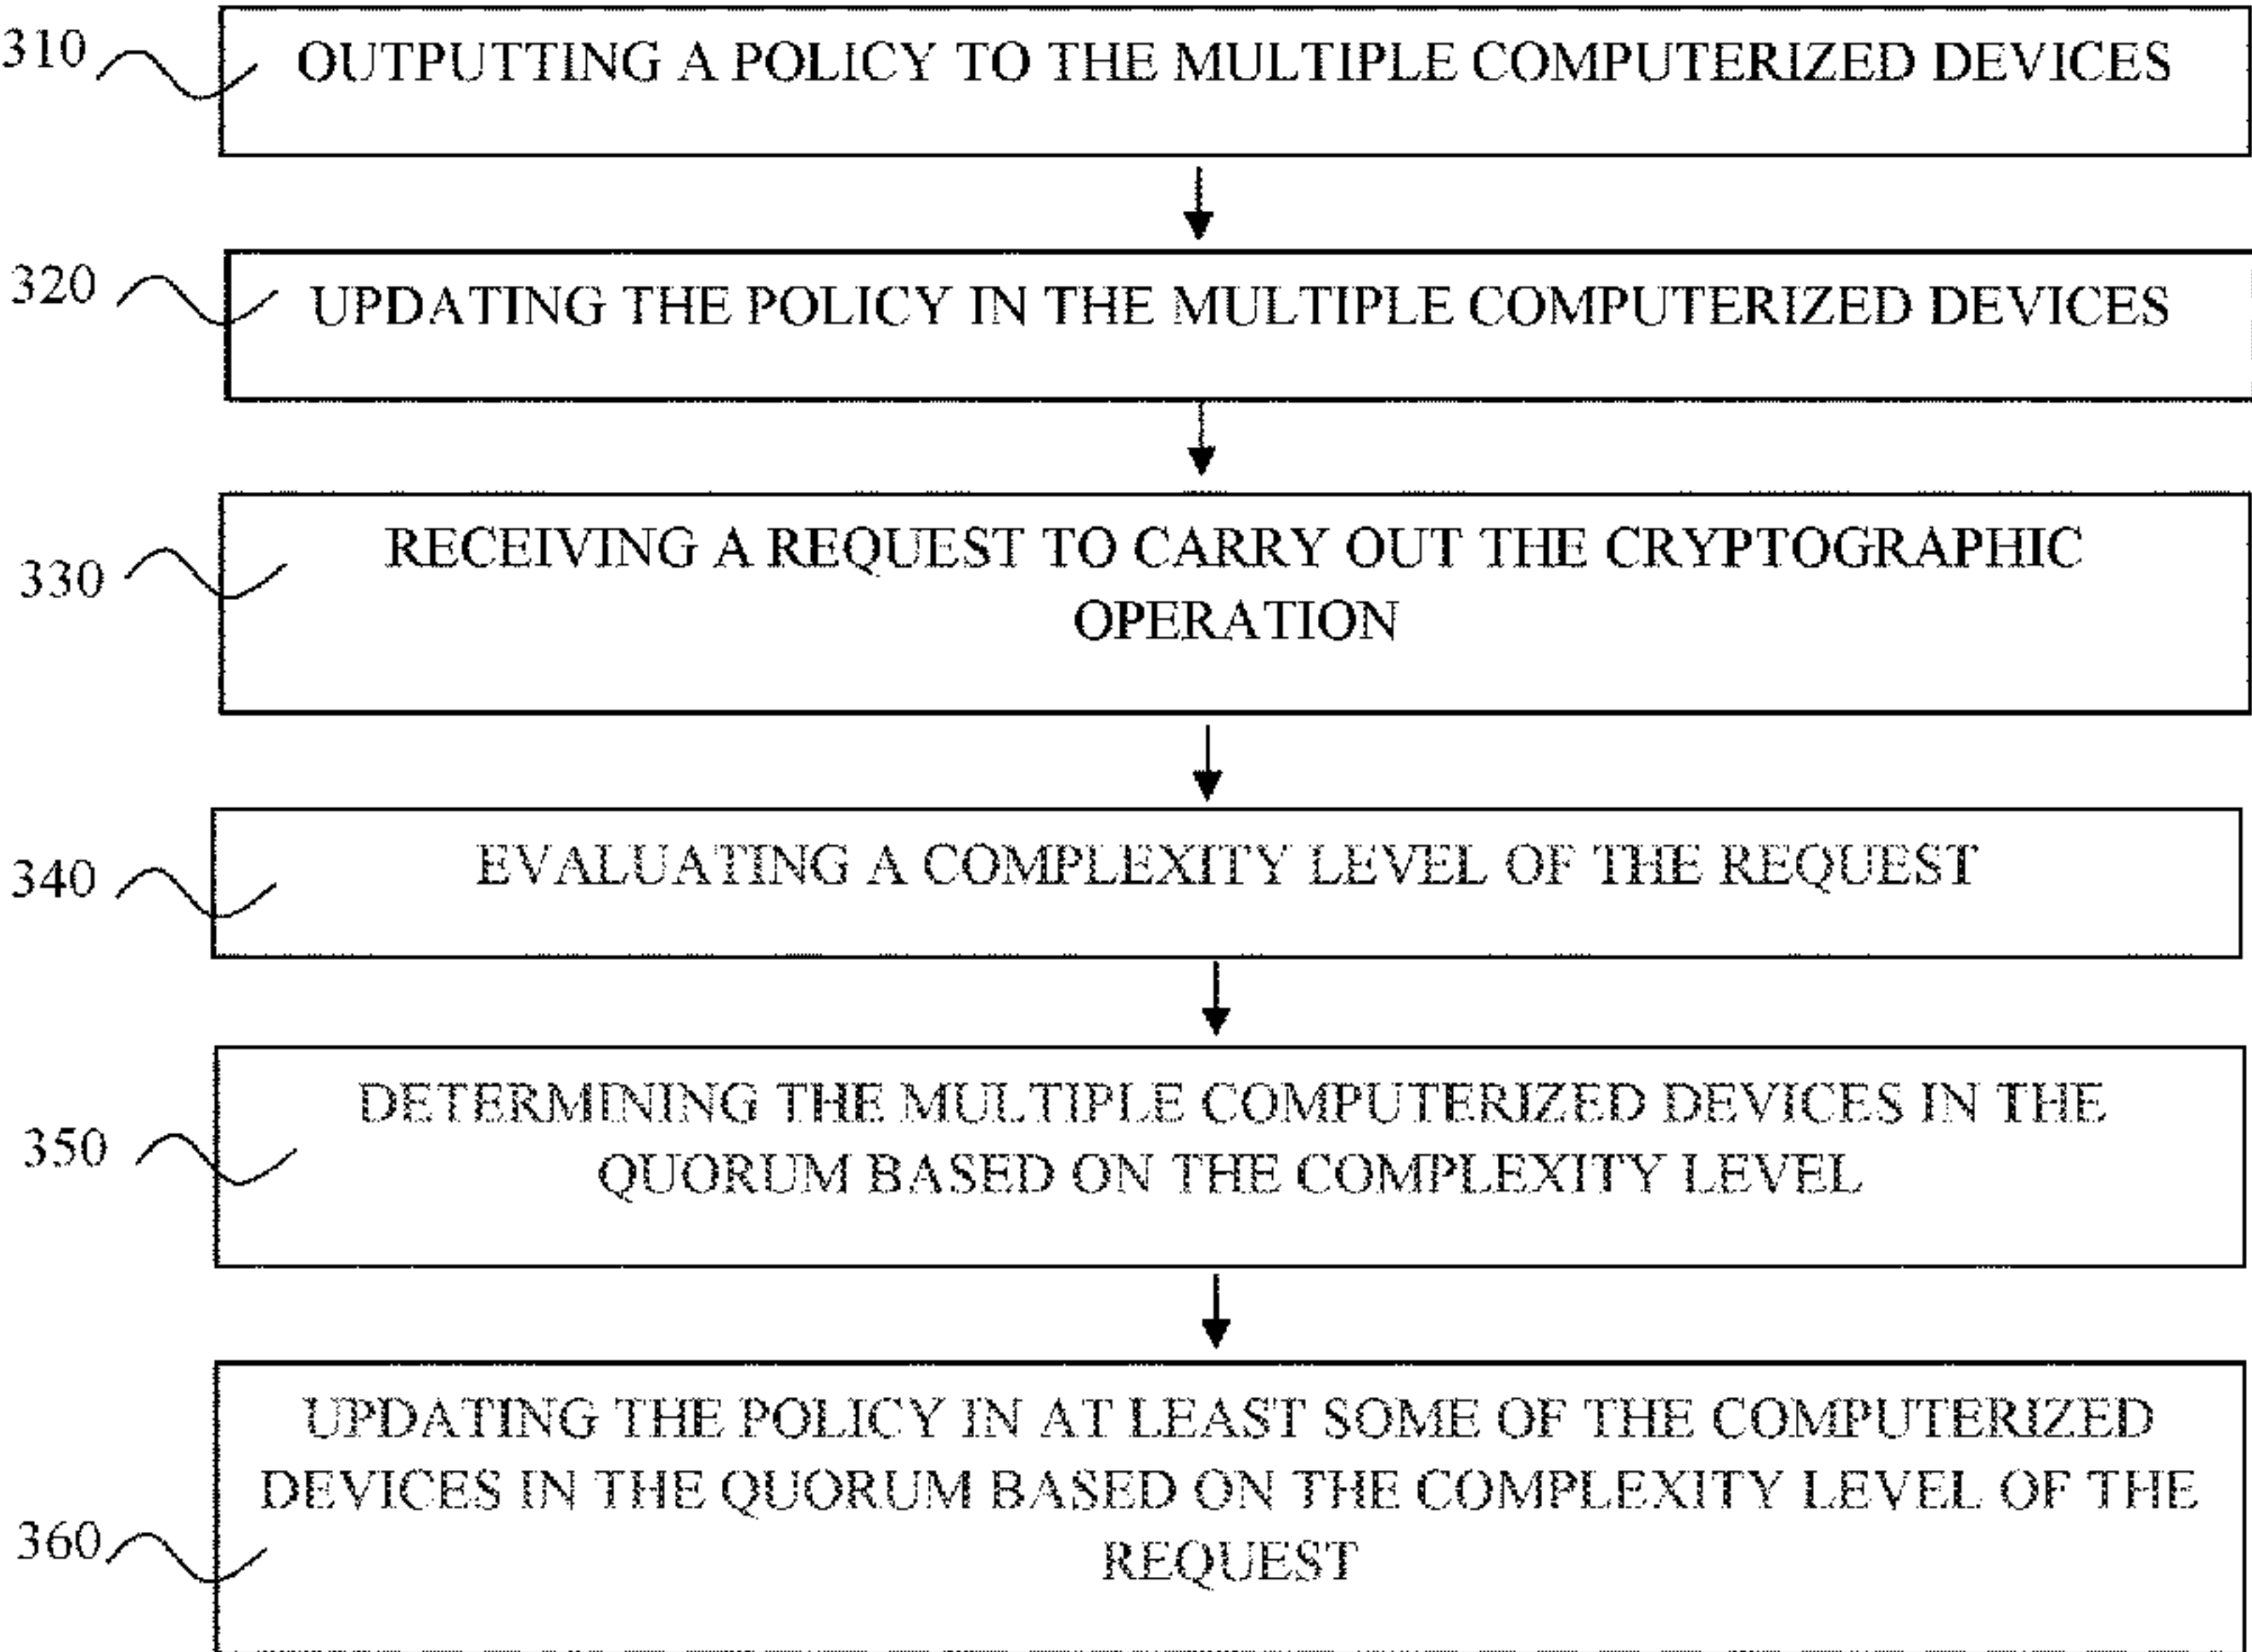 310
OUTPUTTING A POLICY TO THE MULTIPLE COMPUTERIZED DEVICES
320
UPDATING THE POLICY IN THE MULTIPLE COMPUTERIZED DEVICES
330
RECEIVING A REQUEST TO CARRY OUT THE CRYPTOGRAPHIC
OPERATION
340
EVALUATING A COMPLEXITY LEVEL OF THE REQUEST
350
DETERMINING THE MULTIPLE COMPUTERIZED DEVICES IN THE
QUORUM BASED ON THE COMPLEXITY LEVEL
360
UPDATING THE POLICY IN AT LEAST SOME OF THE COMPUTERIZED
DEVICES IN THE QUORUM BASED ON THE COMPLEXITY LEVEL OF THE
REQUEST